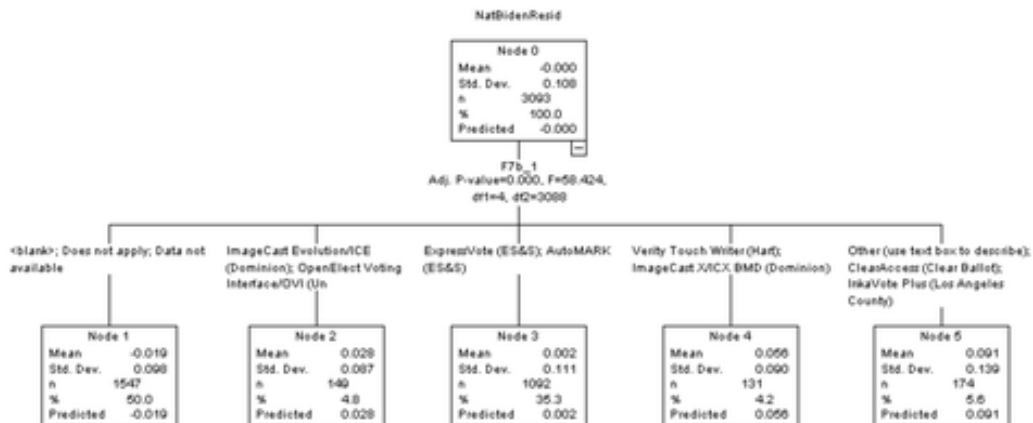 NatBidenResid
Node 0
Mean -0.000
Std. Dev. 0.108
n 3093
% 100.0
Predicted -0.000
F7b_1
Adj. P-value=0.000, F=58.424,
df1=4, df2=3088
<blank>; Does not apply; Data not
available
ImageCast Evolution/ICE
(Dominion); OpenElect Voting
Interface/OVI (Un
ExpressVote (ES&S); AutoMARK
(ES&S)
Verity Touch Writer (Hart);
ImageCast X/ICX BMD (Dominion)
Other (use text box to describe);
ClearAccess (Clear Ballot);
InkaVote Plus (Los Angeles
County)
Node 1
Mean -0.019
Std. Dev. 0.098
n 1547
% 50.0
Predicted -0.019
Node 2
Mean 0.028
Std. Dev. 0.087
n 149
% 4.8
Predicted 0.028
Node 3
Mean 0.002
Std. Dev. 0.111
n 1092
% 35.3
Predicted 0.002
Node 4
Mean 0.056
Std. Dev. 0.090
n 131
% 4.2
Predicted 0.056
Node 5
Mean 0.091
Std. Dev. 0.139
n 174
% 5.6
Predicted 0.091